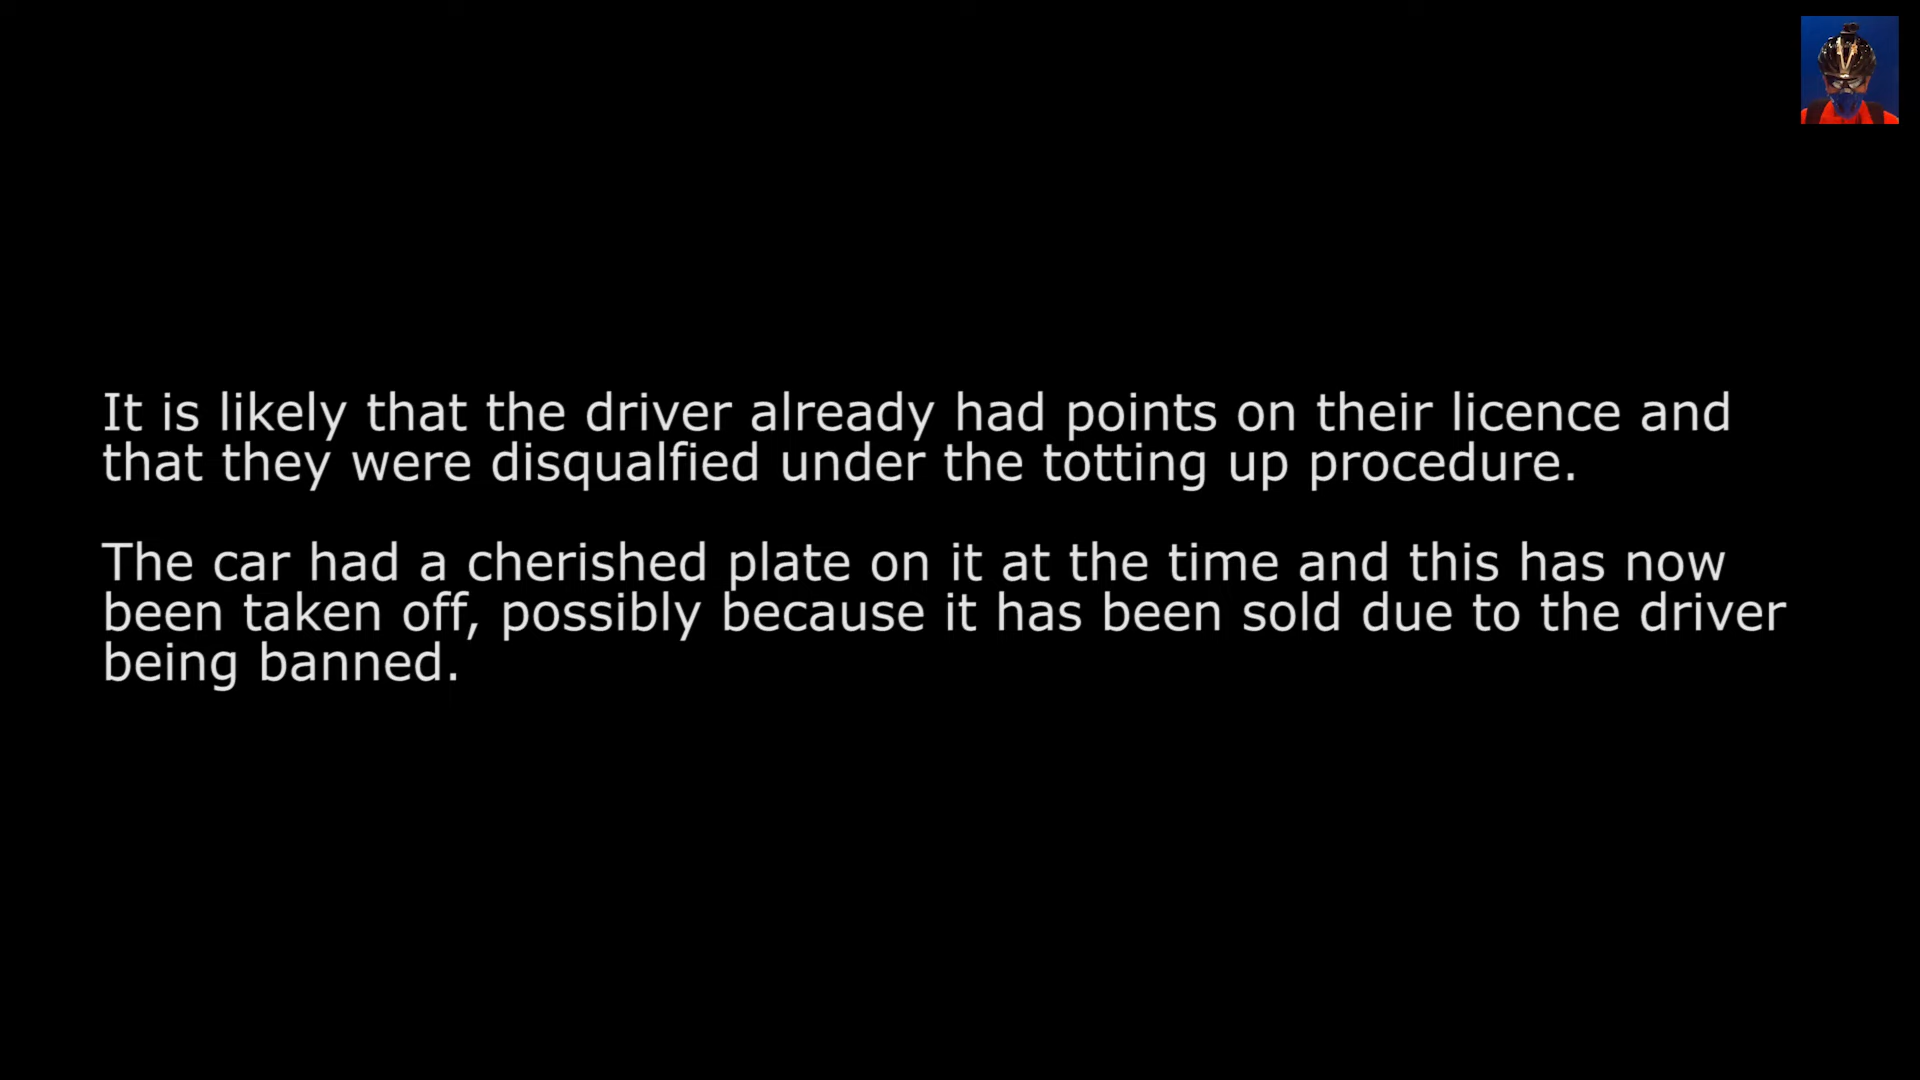 It is likely that the driver already had points on their licence and
that they were disqualfied under the totting up procedure.
The car had a cherished plate on it at the time and this has now
been taken off, possibly because it has been sold due to the driver
being banned.